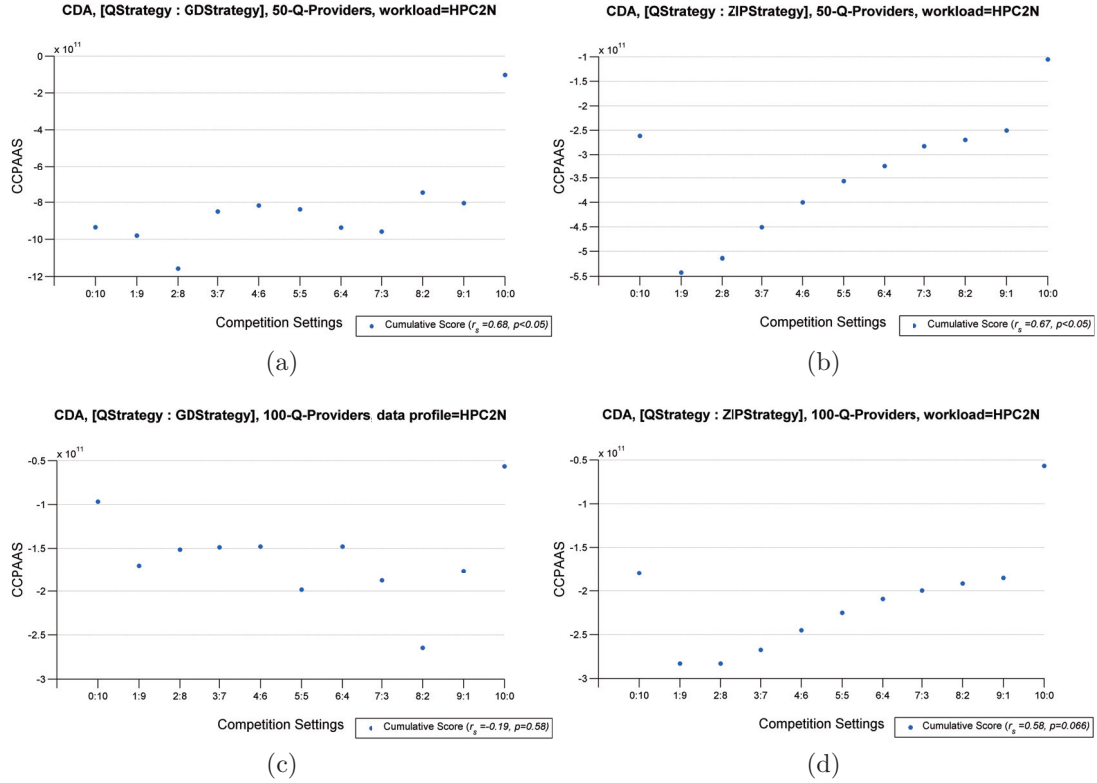 CDA, [QStrategy : GDStrategy], 50-Q-Providers, workload=HPC2N
x 10^11
0
-2
-4
-6
-8
-10
-12
CCPAAS
0:10 1:9 2:8 3:7 4:6 5:5 6:4 7:3 8:2 9:1 10:0
Competition Settings
Cumulative Score (r_s =0.68, p<0.05)
(a)
CDA, [QStrategy : ZIPStrategy], 50-Q-Providers, workload=HPC2N
x 10^11
-1
-1.5
-2
-2.5
-3
-3.5
-4
-4.5
-5
-5.5
CCPAAS
0:10 1:9 2:8 3:7 4:6 5:5 6:4 7:3 8:2 9:1 10:0
Competition Settings
Cumulative Score (r_s =0.67, p<0.05)
(b)
CDA, [QStrategy : GDStrategy], 100-Q-Providers, data profile=HPC2N
x 10^11
-0.5
-1
-1.5
-2
-2.5
-3
CCPAAS
0:10 1:9 2:8 3:7 4:6 5:5 6:4 7:3 8:2 9:1 10:0
Competition Settings
Cumulative Score (r_s =-0.19, p=0.58)
(c)
CDA, [QStrategy : ZIPStrategy], 100-Q-Providers, workload=HPC2N
x 10^11
-0.5
-1
-1.5
-2
-2.5
-3
CCPAAS
0:10 1:9 2:8 3:7 4:6 5:5 6:4 7:3 8:2 9:1 10:0
Competition Settings
Cumulative Score (r_s =0.58, p=0.066)
(d)